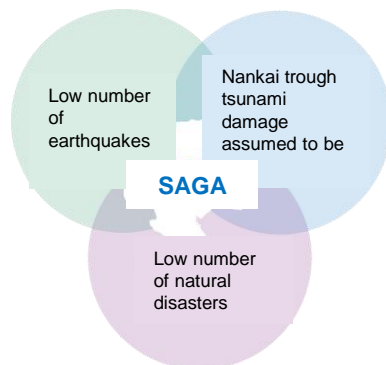 Low number
of
earthquakes
Nankai trough
tsunami
damage
assumed to be
SAGA
Low number
of natural
disasters